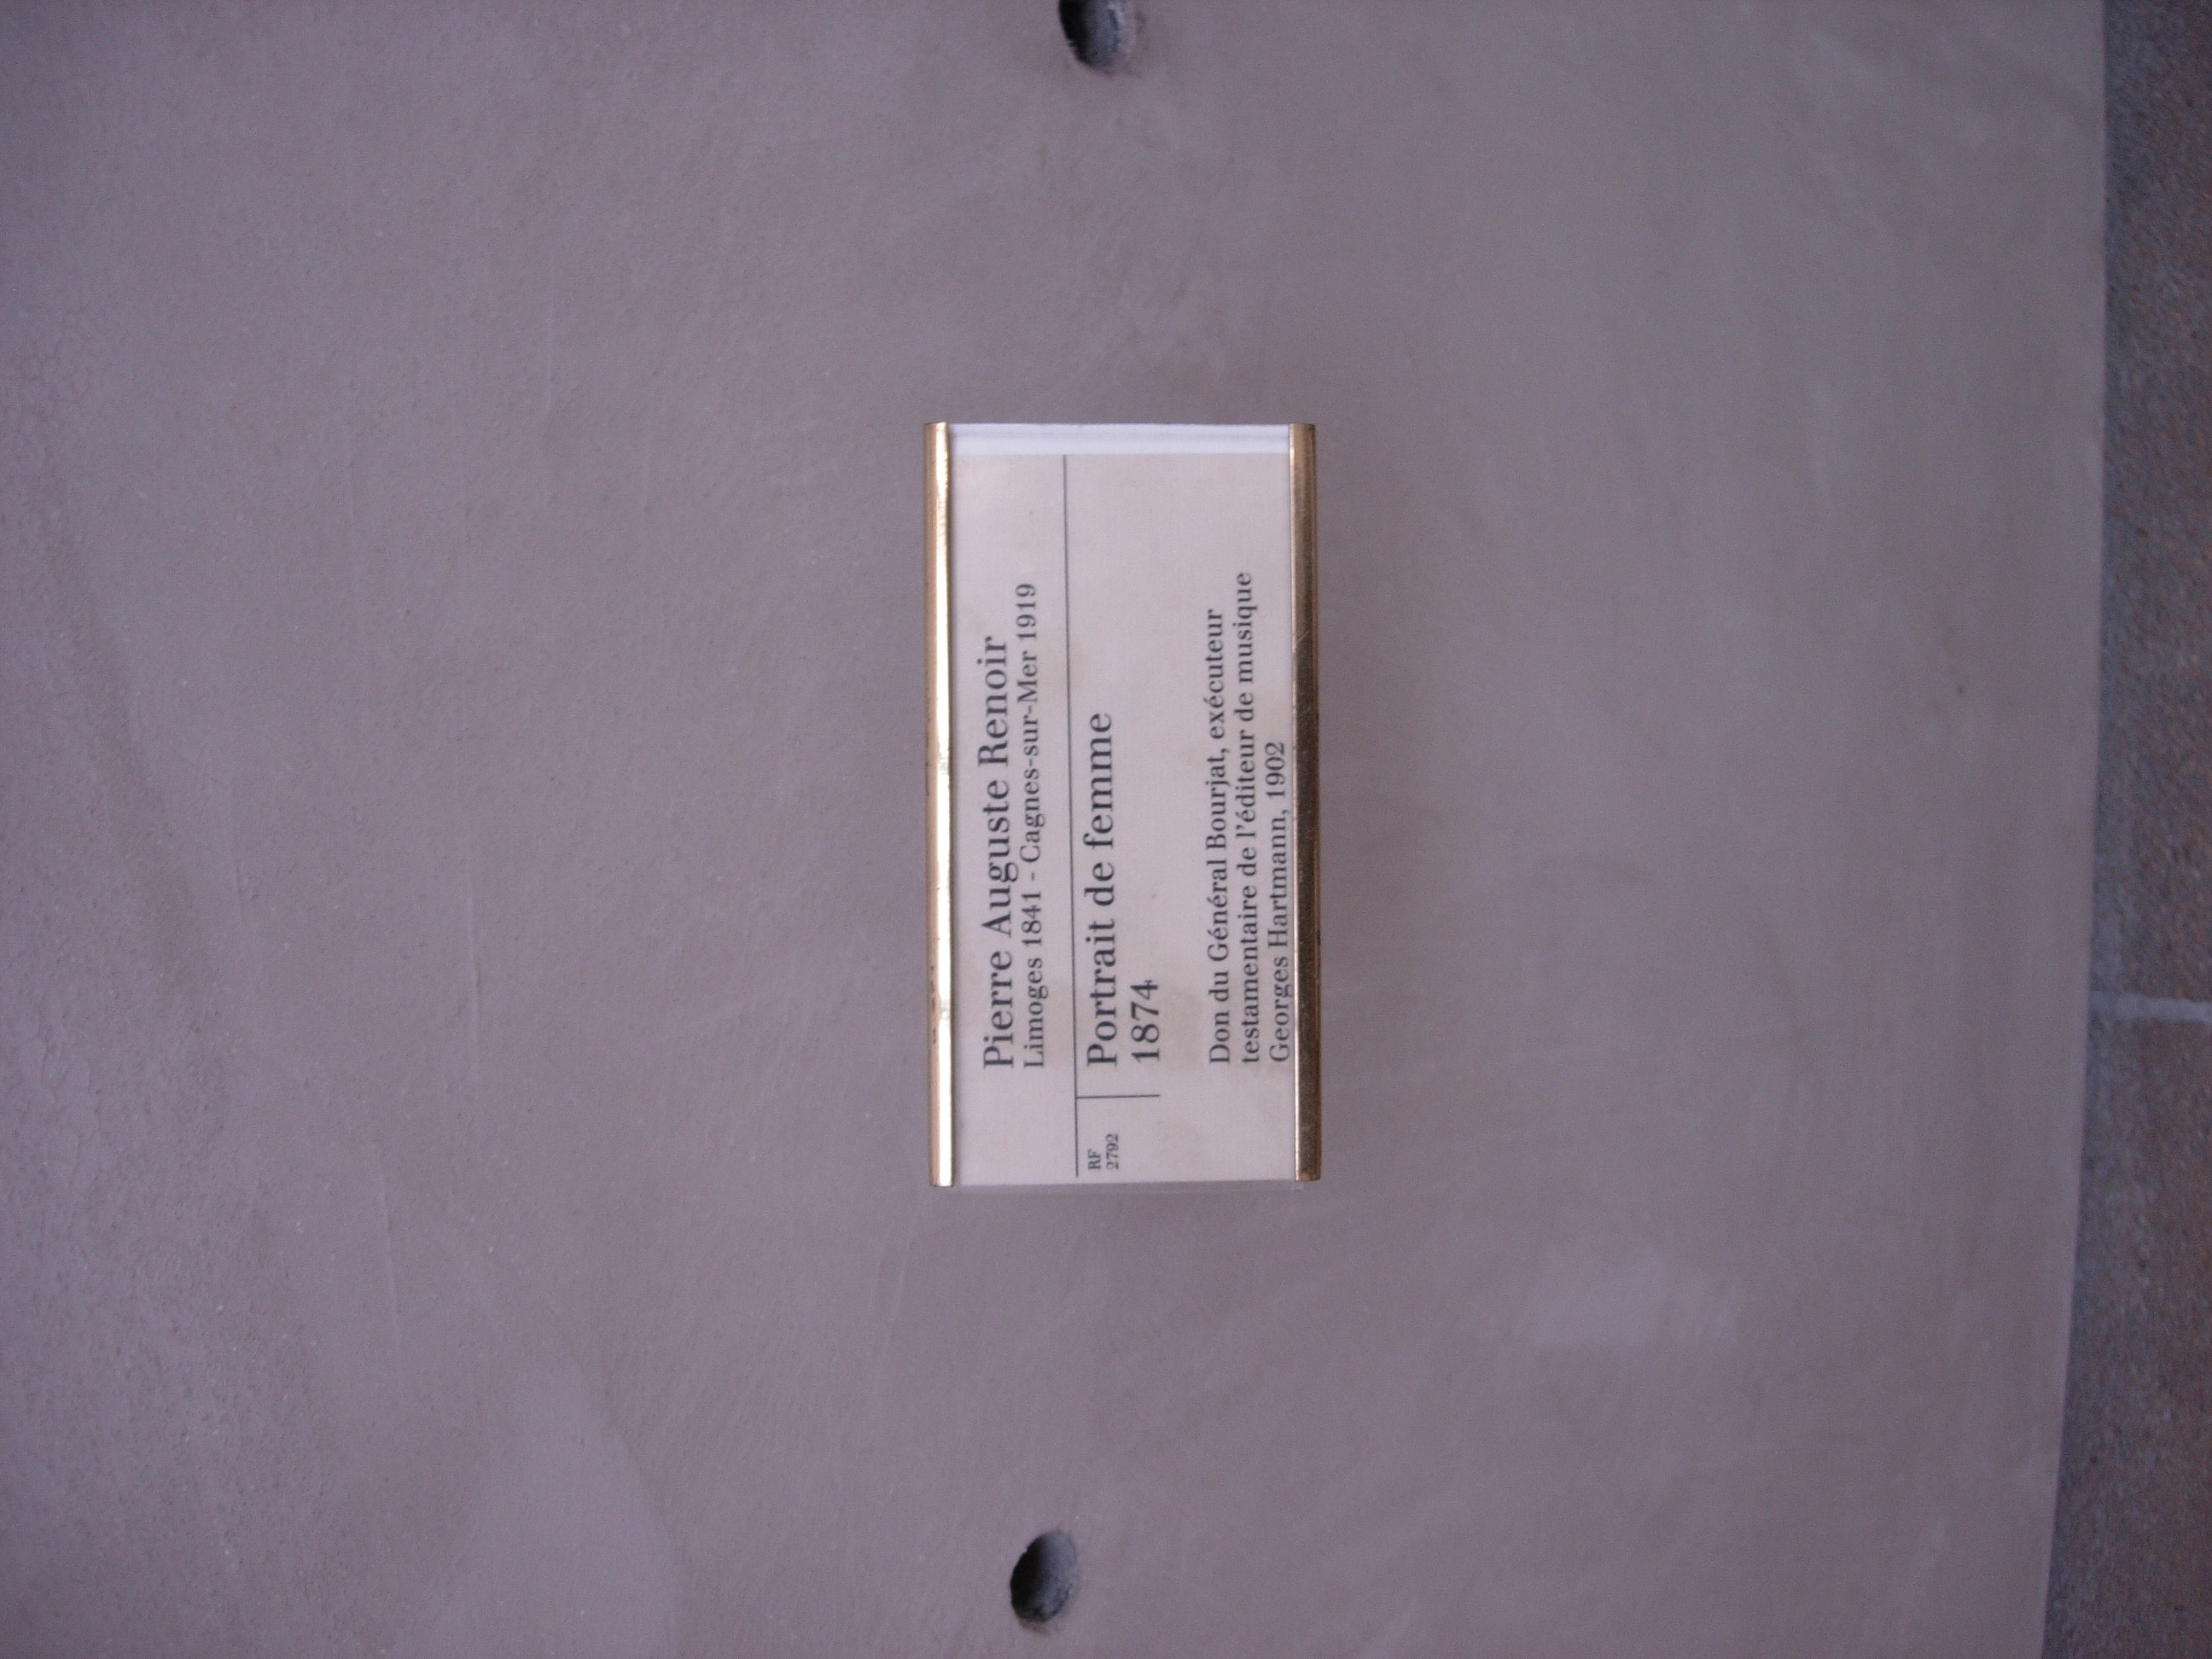 Pierre Auguste Renoir
Limoges 1841 - Cagnes-sur-Mer 1919
RF
2792
Portrait de femme
1874
Don du Général Bourjat, exécuteur
testamentaire de l'éditeur de musique
Georges Hartmann, 1902